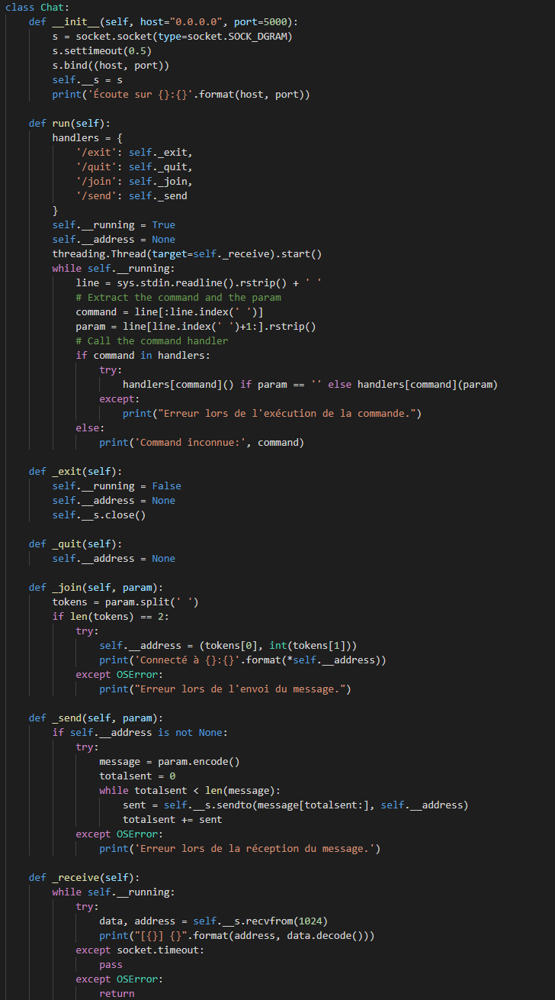 class Chat:
    def __init__(self, host="0.0.0.0", port=5000):
        s = socket.socket(type=socket.SOCK_DGRAM)
        s.settimeout(0.5)
        s.bind((host, port))
        self.__s = s
        print('Écoute sur {}:{}'.format(host, port))

    def run(self):
        handlers = {
            '/exit': self._exit,
            '/quit': self._quit,
            '/join': self._join,
            '/send': self._send
        }
        self.__running = True
        self.__address = None
        threading.Thread(target=self._receive).start()
        while self.__running:
            line = sys.stdin.readline().rstrip() + ' '
            # Extract the command and the param
            command = line[:line.index(' ')]
            param = line[line.index(' ')+1:].rstrip()
            # Call the command handler
            if command in handlers:
                try:
                    handlers[command]() if param == '' else handlers[command](param)
                except:
                    print("Erreur lors de l'exécution de la commande.")
            else:
                print('Command inconnue:', command)

    def _exit(self):
        self.__running = False
        self.__address = None
        self.__s.close()

    def _quit(self):
        self.__address = None

    def _join(self, param):
        tokens = param.split(' ')
        if len(tokens) == 2:
            try:
                self.__address = (tokens[0], int(tokens[1]))
                print('Connecté à {}:{}'.format(*self.__address))
            except OSError:
                print("Erreur lors de l'envoi du message.")

    def _send(self, param):
        if self.__address is not None:
            try:
                message = param.encode()
                totalsent = 0
                while totalsent < len(message):
                    sent = self.__s.sendto(message[totalsent:], self.__address)
                    totalsent += sent
            except OSError:
                print('Erreur lors de la réception du message.')

    def _receive(self):
        while self.__running:
            try:
                data, address = self.__s.recvfrom(1024)
                print("[{}] {}".format(address, data.decode()))
            except socket.timeout:
                pass
            except OSError:
                return